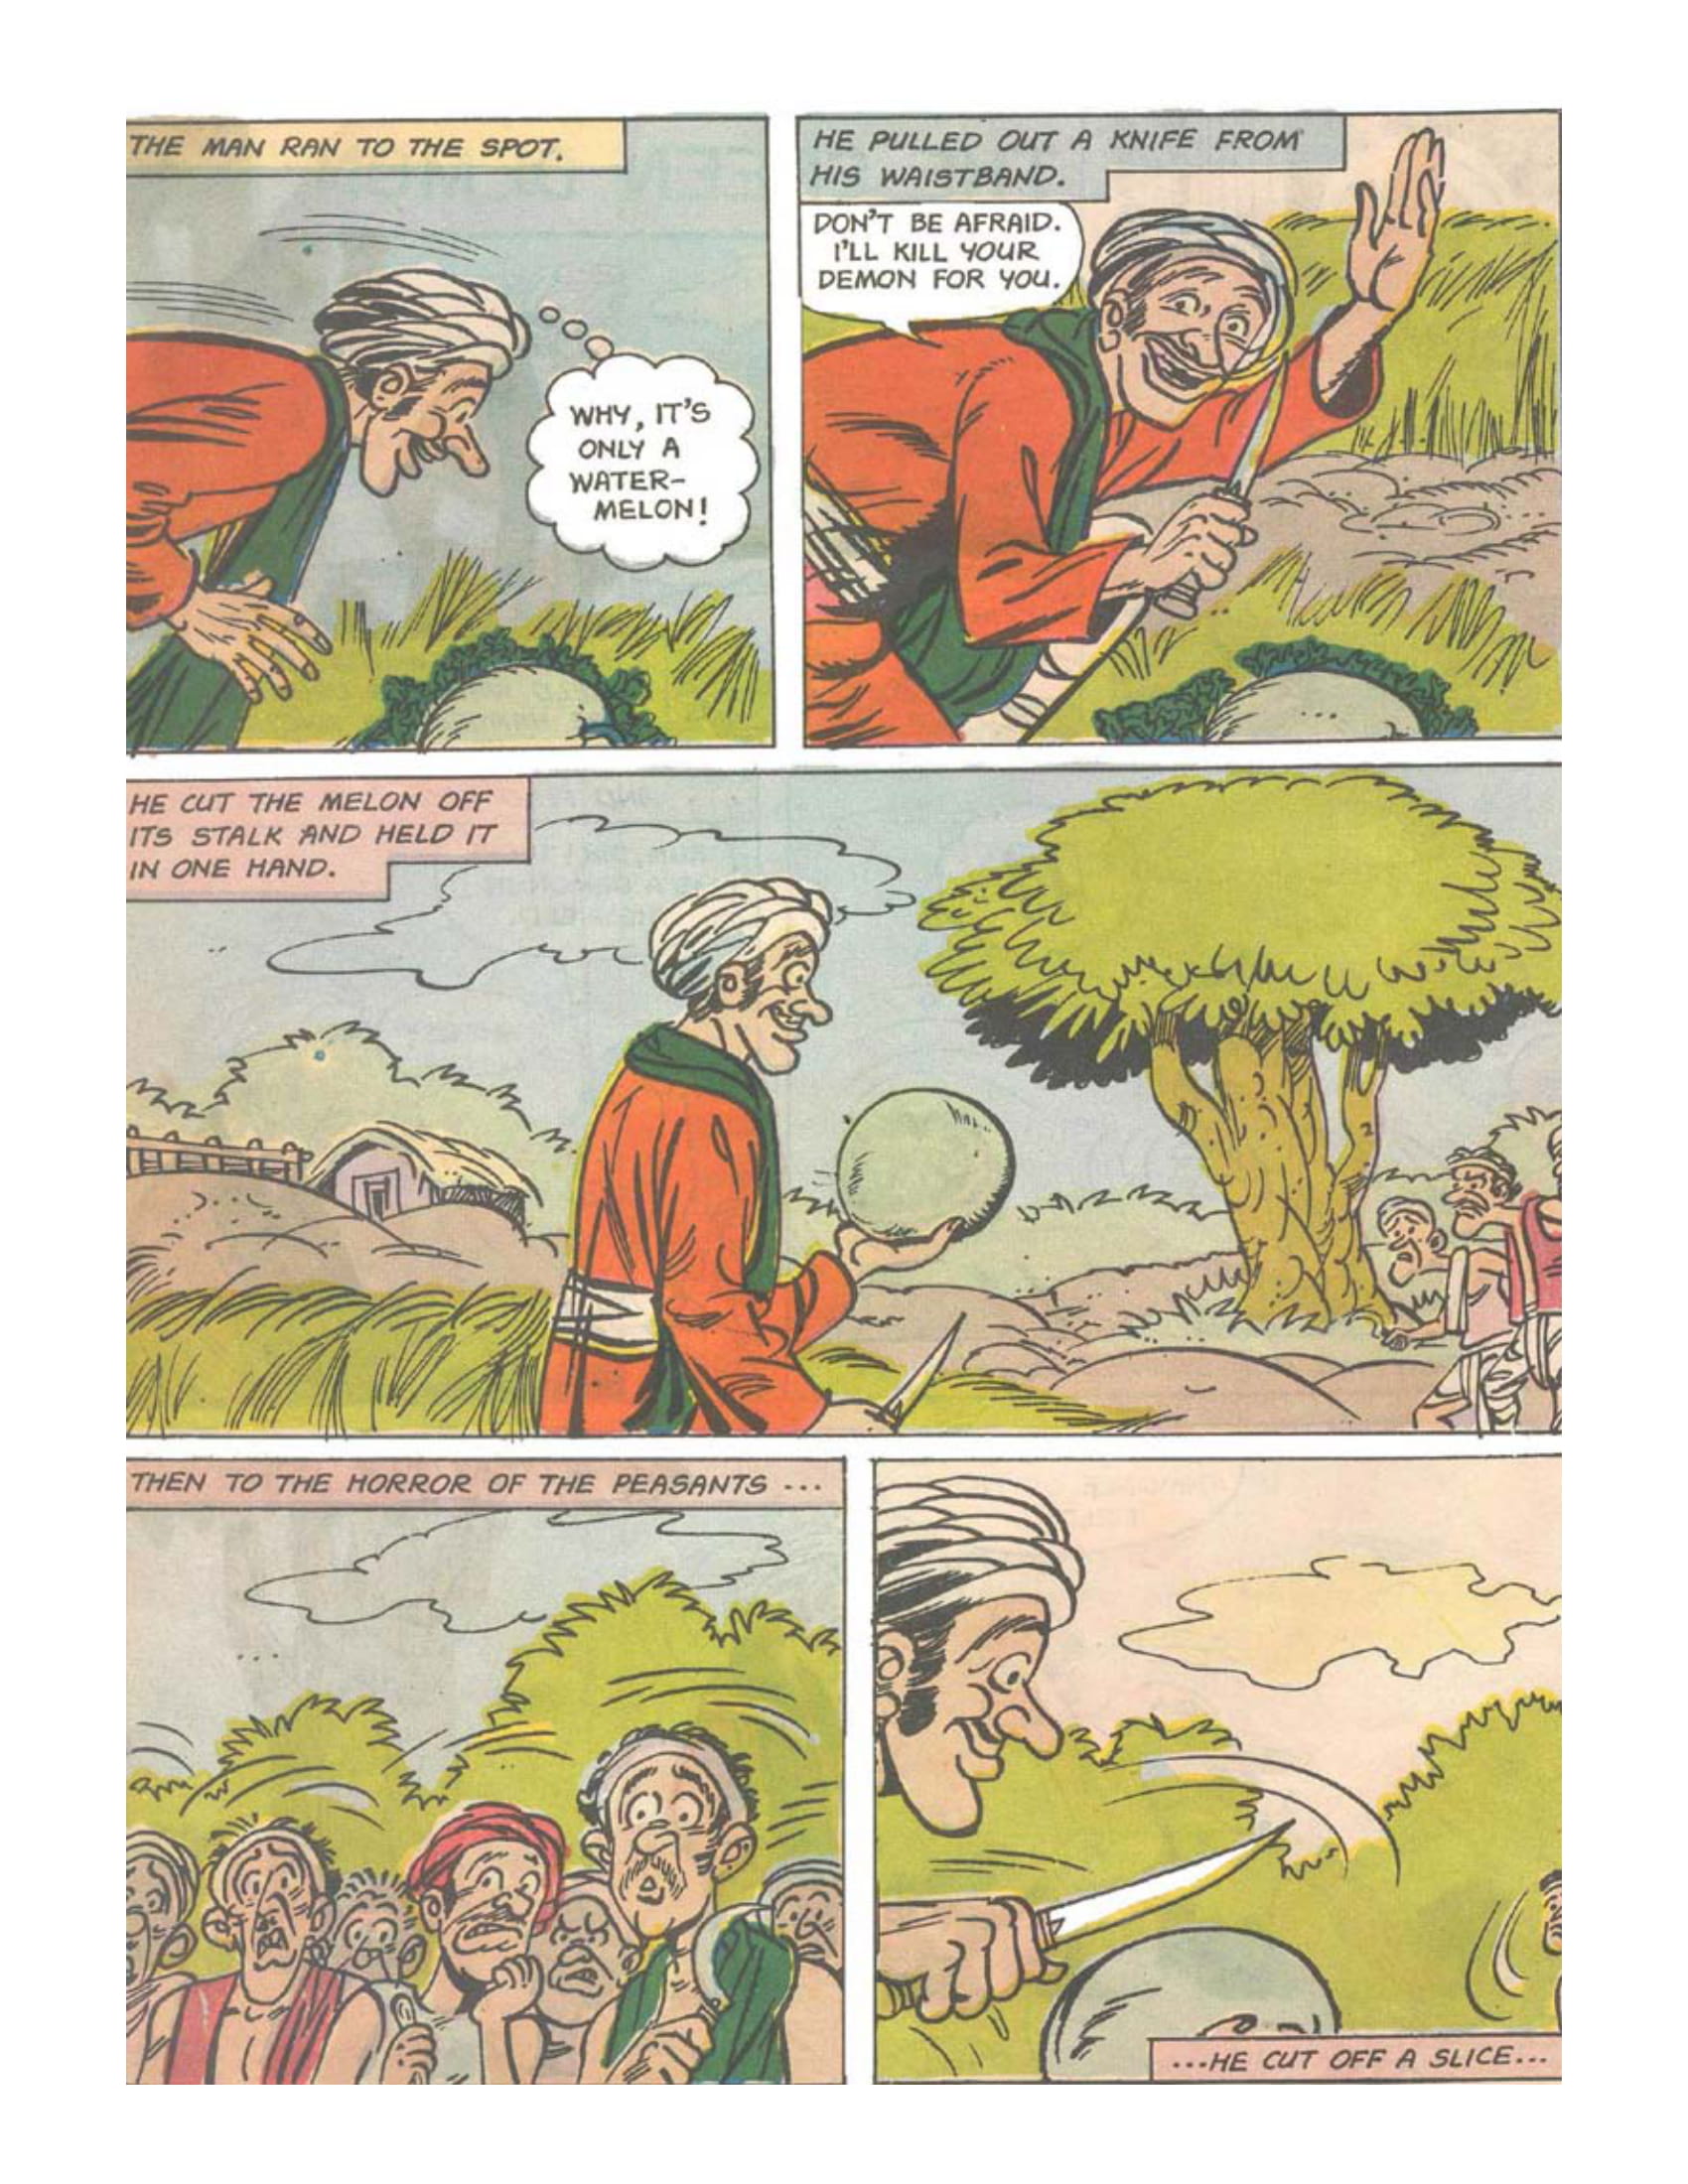 THE MAN RAN TO THE SPOT.
WHY, IT'S
ONLY A
WATER-
MELON!
HE PULLED OUT A KNIFE FROM
HIS WAISTBAND.
DON'T BE AFRAID.
I'LL KILL YOUR
DEMON FOR YOU.
HE CUT THE MELON OFF
ITS STALK AND HELD IT
IN ONE HAND.
THEN TO THE HORROR OF THE PEASANTS ...
...HE CUT OFF A SLICE...